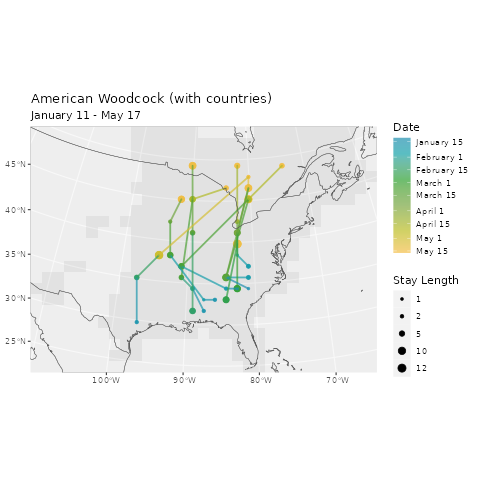 American Woodcock (with countries)
January 11 - May 17
45°N
40°N
35°N
30°N
25°N
100°W
90°W
80°W
70°W
Date
January 15
February 1
February 15
March 1
March 15
April 1
April 15
May 1
May 15
Stay Length
1
2
5
10
12